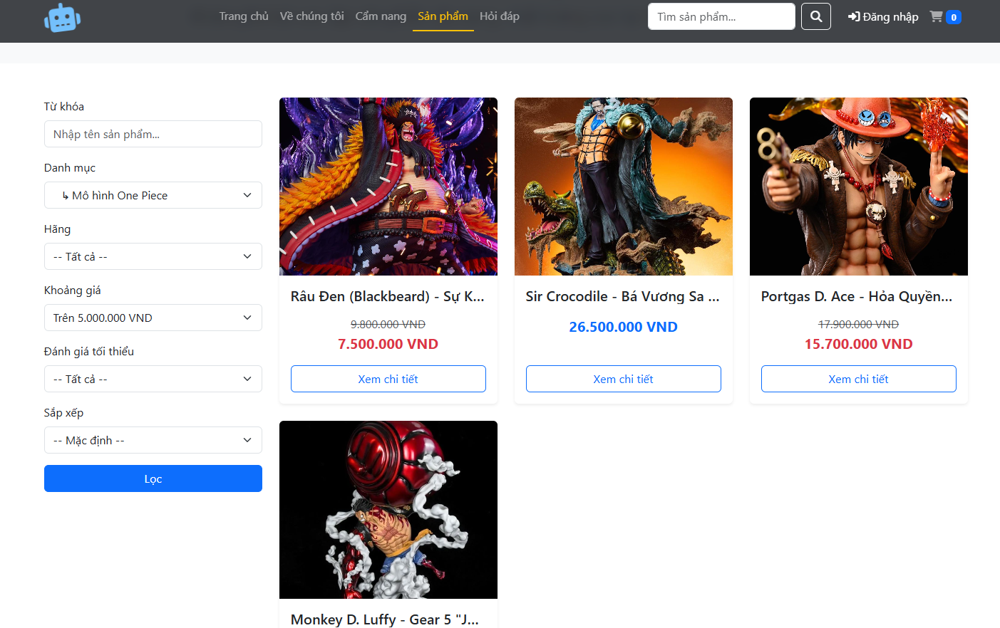 Trang chủ
Về chúng tôi
Cẩm nang
Sản phẩm
Hỏi đáp
Tìm sản phẩm...
Đăng nhập
0
Từ khóa
Nhập tên sản phẩm...
Danh mục
↳ Mô hình One Piece
Hãng
-- Tất cả --
Khoảng giá
Trên 5.000.000 VND
Đánh giá tối thiểu
-- Tất cả --
Sắp xếp
-- Mặc định --
Lọc
Râu Đen (Blackbeard) - Sự K...
9.800.000 VND
7.500.000 VND
Xem chi tiết
Sir Crocodile - Bá Vương Sa ...
26.500.000 VND
Xem chi tiết
Portgas D. Ace - Hỏa Quyền...
17.900.000 VND
15.700.000 VND
Xem chi tiết
Monkey D. Luffy - Gear 5 "J...